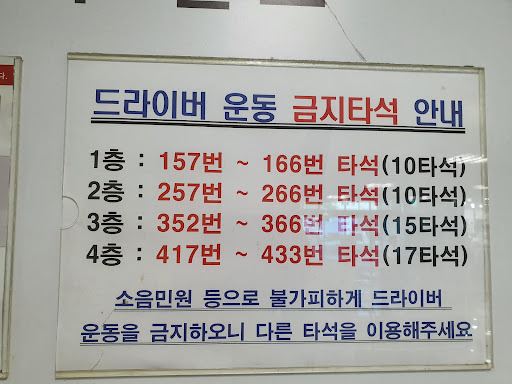 다.
드라이버 운동 금지타석 안내
1층 : 157번 ~ 166번 타석(10타석)
2층 : 257번 ~ 266번 타석(10타석)
3층 : 352번 ~ 366번 타석(15타석)
4층 : 417번 ~ 433번 타석(17타석)
소음민원 등으로 불가피하게 드라이버
운동을 금지하오니 다른 타석을 이용해주세요